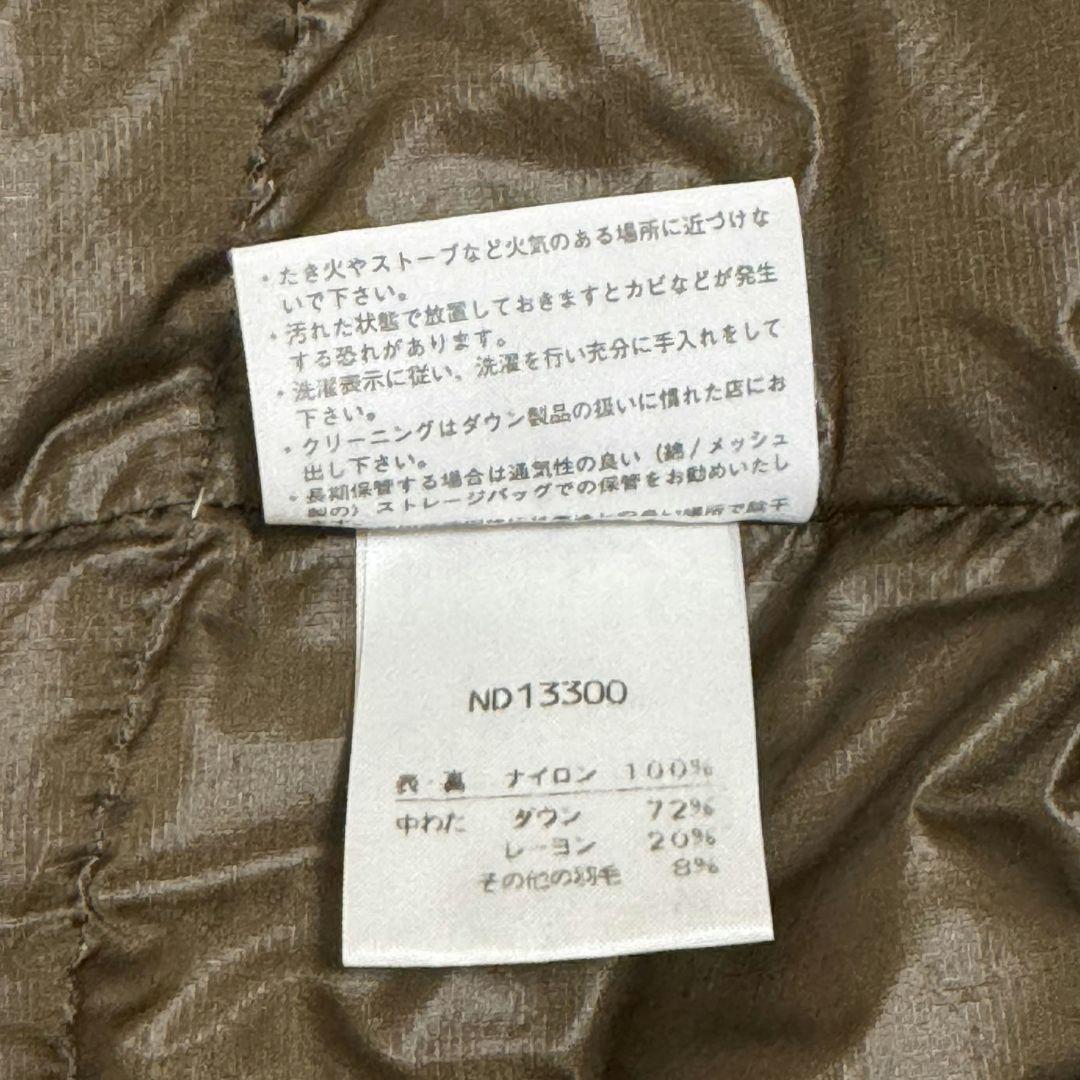 ・たき火やストーブなど火気のある場所に近づけな
いで下さい。
・汚れた状態で放置しておきますとカビなどが発生
する恐れがあります。
・洗濯表示に従い、洗濯を行い充分に手入れをして
下さい。
・クリーニングはダウン製品の扱いに慣れた店にお
出し下さい。
・長期保管する場合は通気性の良い（綿/メッシュ
製の）ストレージバッグでの保管をお勧めいたし
ND13300
表・裏 ナイロン 100%
中わた ダウン 72%
レーヨン 20%
その他の羽毛 8%